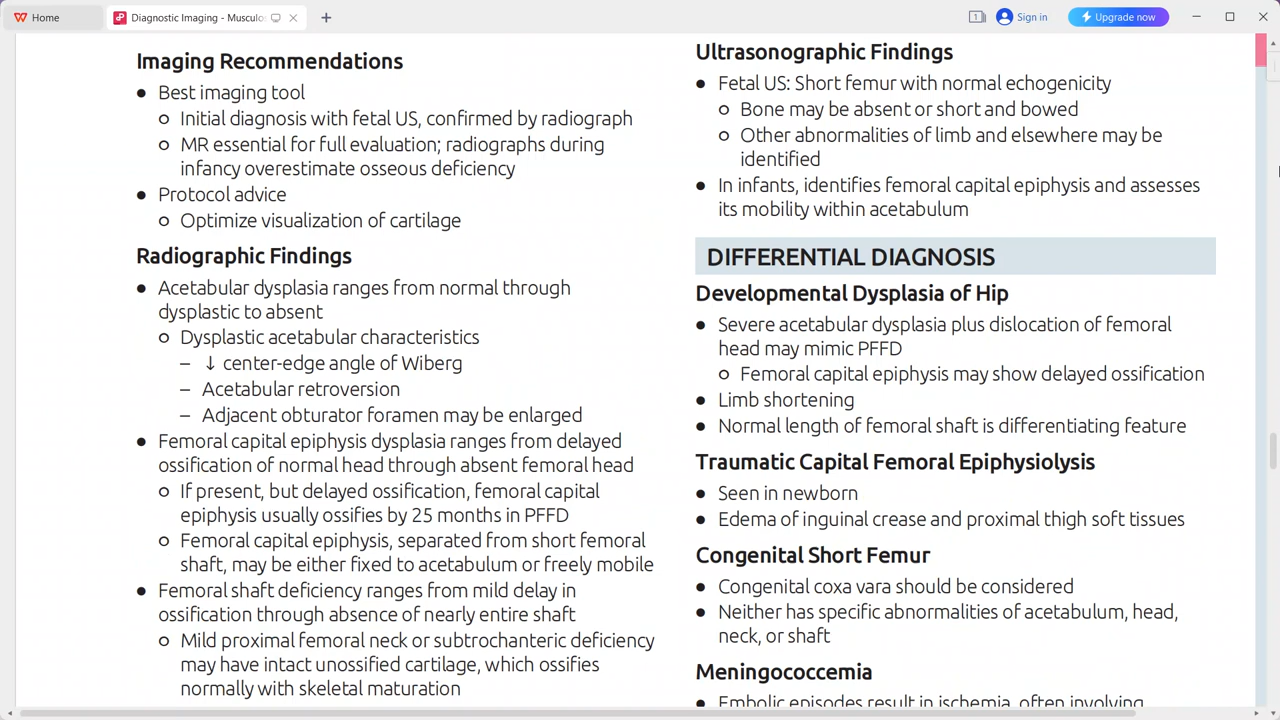 Home
Diagnostic Imaging - Musculos
1
Sign in
Upgrade now
Imaging Recommendations
● Best imaging tool
○ Initial diagnosis with fetal US, confirmed by radiograph
○ MR essential for full evaluation; radiographs during
infancy overestimate osseous deficiency
● Protocol advice
○ Optimize visualization of cartilage
Radiographic Findings
● Acetabular dysplasia ranges from normal through
dysplastic to absent
○ Dysplastic acetabular characteristics
– ↓ center-edge angle of Wiberg
– Acetabular retroversion
– Adjacent obturator foramen may be enlarged
● Femoral capital epiphysis dysplasia ranges from delayed
ossification of normal head through absent femoral head
○ If present, but delayed ossification, femoral capital
epiphysis usually ossifies by 25 months in PFFD
○ Femoral capital epiphysis, separated from short femoral
shaft, may be either fixed to acetabulum or freely mobile
● Femoral shaft deficiency ranges from mild delay in
ossification through absence of nearly entire shaft
○ Mild proximal femoral neck or subtrochanteric deficiency
may have intact unossified cartilage, which ossifies
normally with skeletal maturation
Ultrasonographic Findings
● Fetal US: Short femur with normal echogenicity
○ Bone may be absent or short and bowed
○ Other abnormalities of limb and elsewhere may be
identified
● In infants, identifies femoral capital epiphysis and assesses
its mobility within acetabulum
DIFFERENTIAL DIAGNOSIS
Developmental Dysplasia of Hip
● Severe acetabular dysplasia plus dislocation of femoral
head may mimic PFFD
○ Femoral capital epiphysis may show delayed ossification
● Limb shortening
● Normal length of femoral shaft is differentiating feature
Traumatic Capital Femoral Epiphysiolysis
● Seen in newborn
● Edema of inguinal crease and proximal thigh soft tissues
Congenital Short Femur
● Congenital coxa vara should be considered
● Neither has specific abnormalities of acetabulum, head,
neck, or shaft
Meningococcemia
● Embolic episodes result in ischemia, often involving